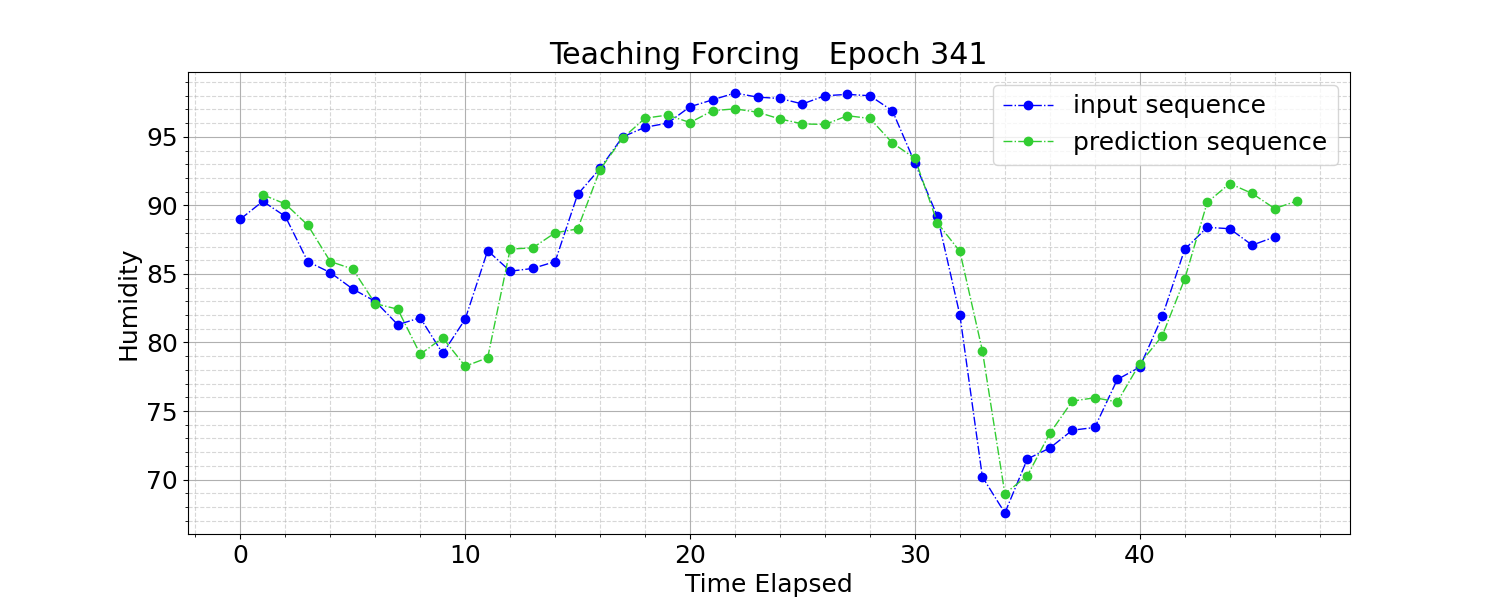 Teaching Forcing   Epoch 341
input sequence
prediction sequence
Humidity
95
90
85
80
75
70
0 10 20 30 40
Time Elapsed